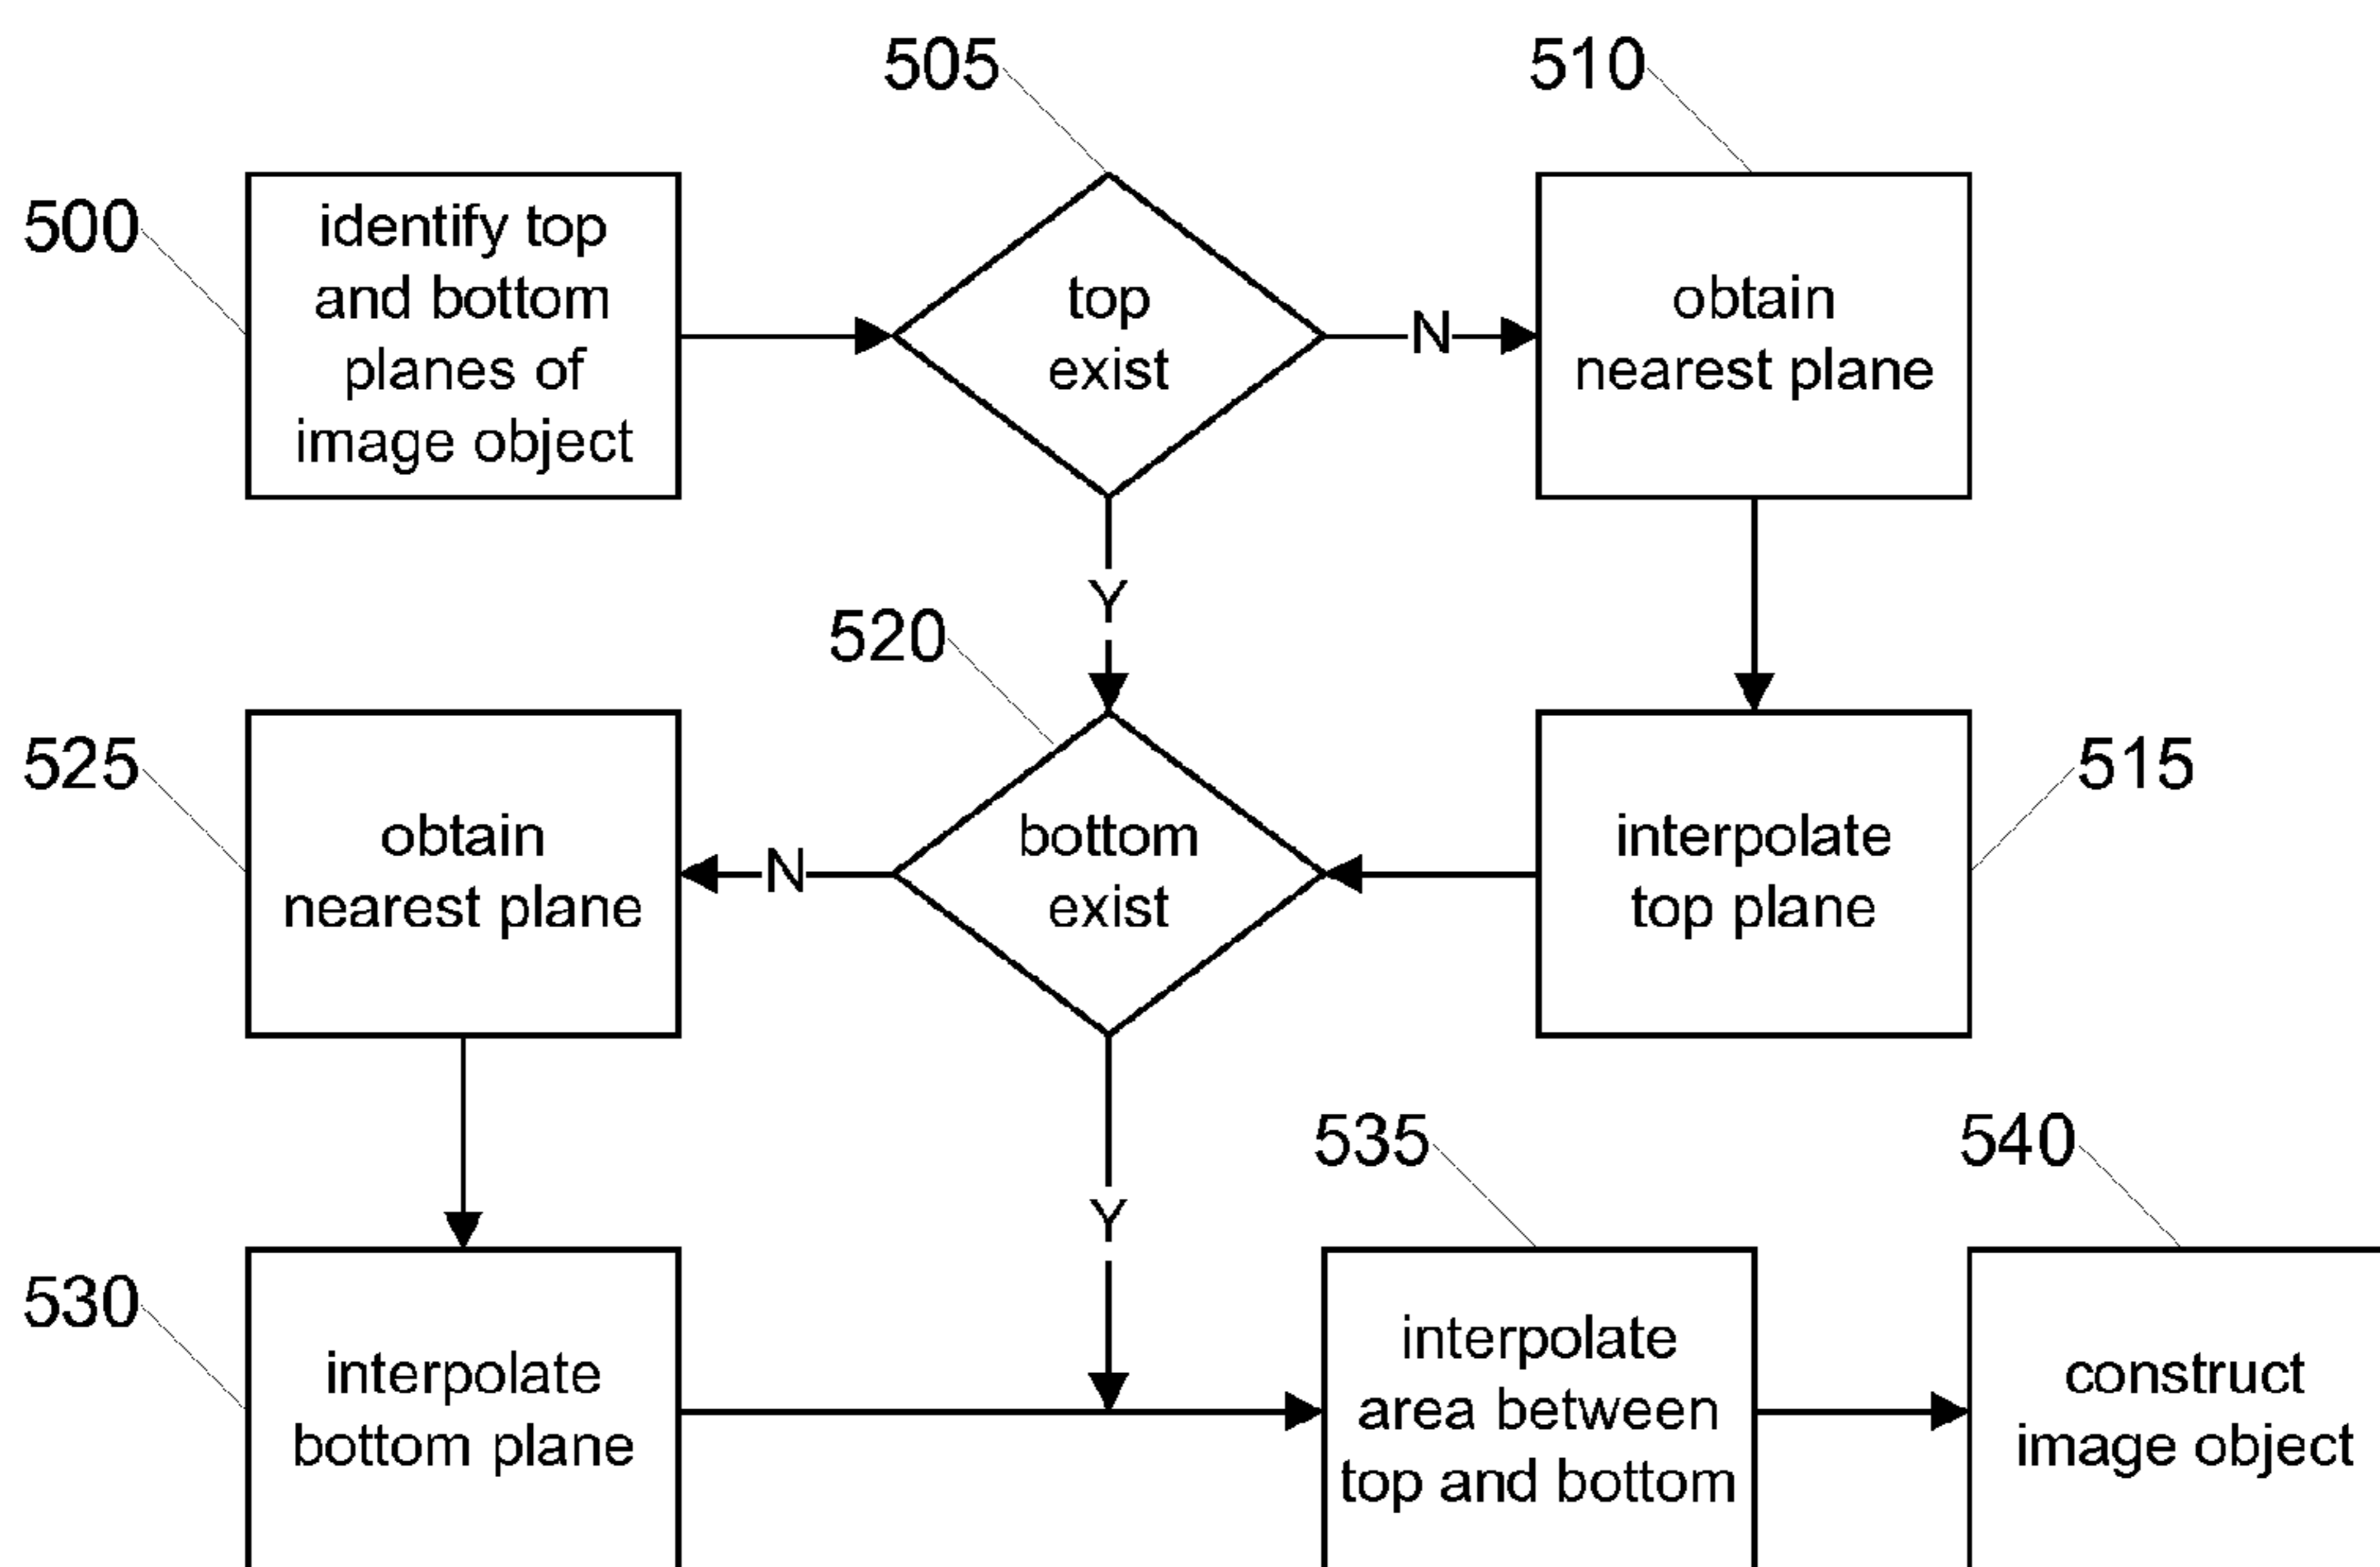 505
510
500
identify top
and bottom
planes of
image object
top
exist
N
obtain
nearest plane
Y
520
525
obtain
nearest plane
N
bottom
exist
interpolate
top plane
515
Y
535
540
530
interpolate
bottom plane
interpolate
area between
top and bottom
construct
image object